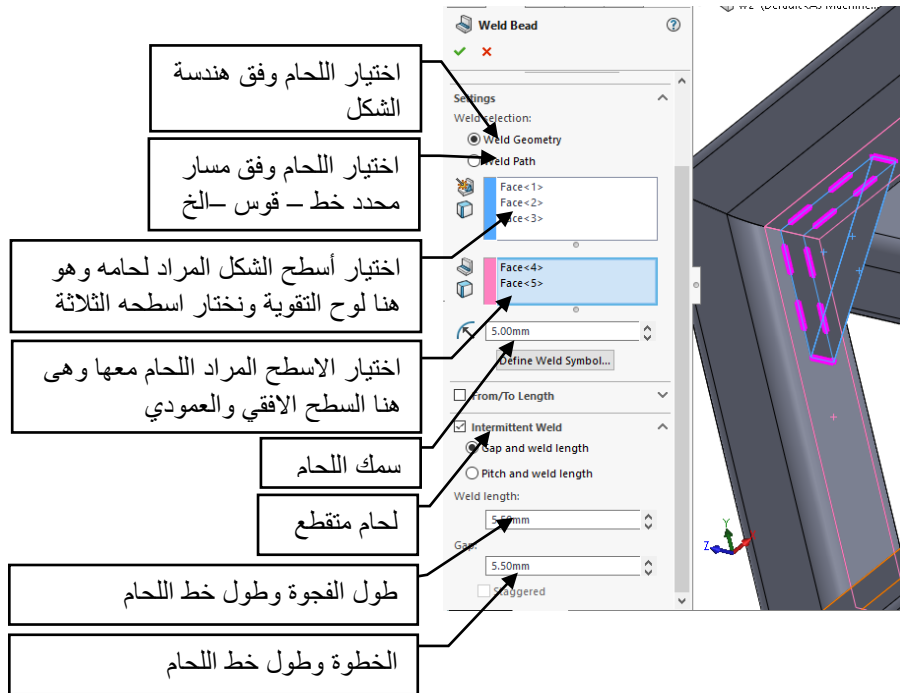 Weld Bead
اختيار اللحام وفق هندسة
الشكل
اختيار اللحام وفق مسار
محدد خط – قوس –الخ
اختيار أسطح الشكل المراد لحامه وهو
هنا لوح التقوية ونختار اسطحه الثلاثة
اختيار الاسطح المراد اللحام معها وهى
هنا السطح الافقي والعمودي
سمك اللحام
لحام متقطع
طول الفجوة وطول خط اللحام
الخطوة وطول خط اللحام
Settings
Weld selection:
Weld Geometry
Weld Path
Face<1>
Face<2>
Face<3>
Face<4>
Face<5>
5.00mm
Define Weld Symbol...
From/To Length
Intermittent Weld
Gap and weld length
Pitch and weld length
Weld length:
5.50mm
Gap:
5.50mm
Staggered
Y
Z